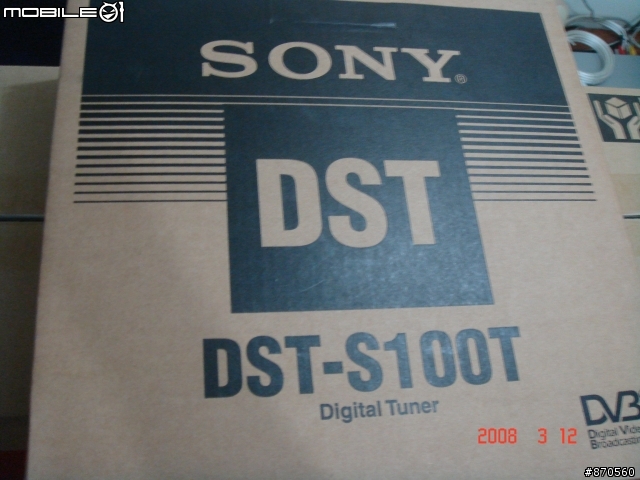 MOBILE01
SONY®
DST
DST-S100T
Digital Tuner
DVB
Digital Video
Broadcasting
2008 3 12
#870560